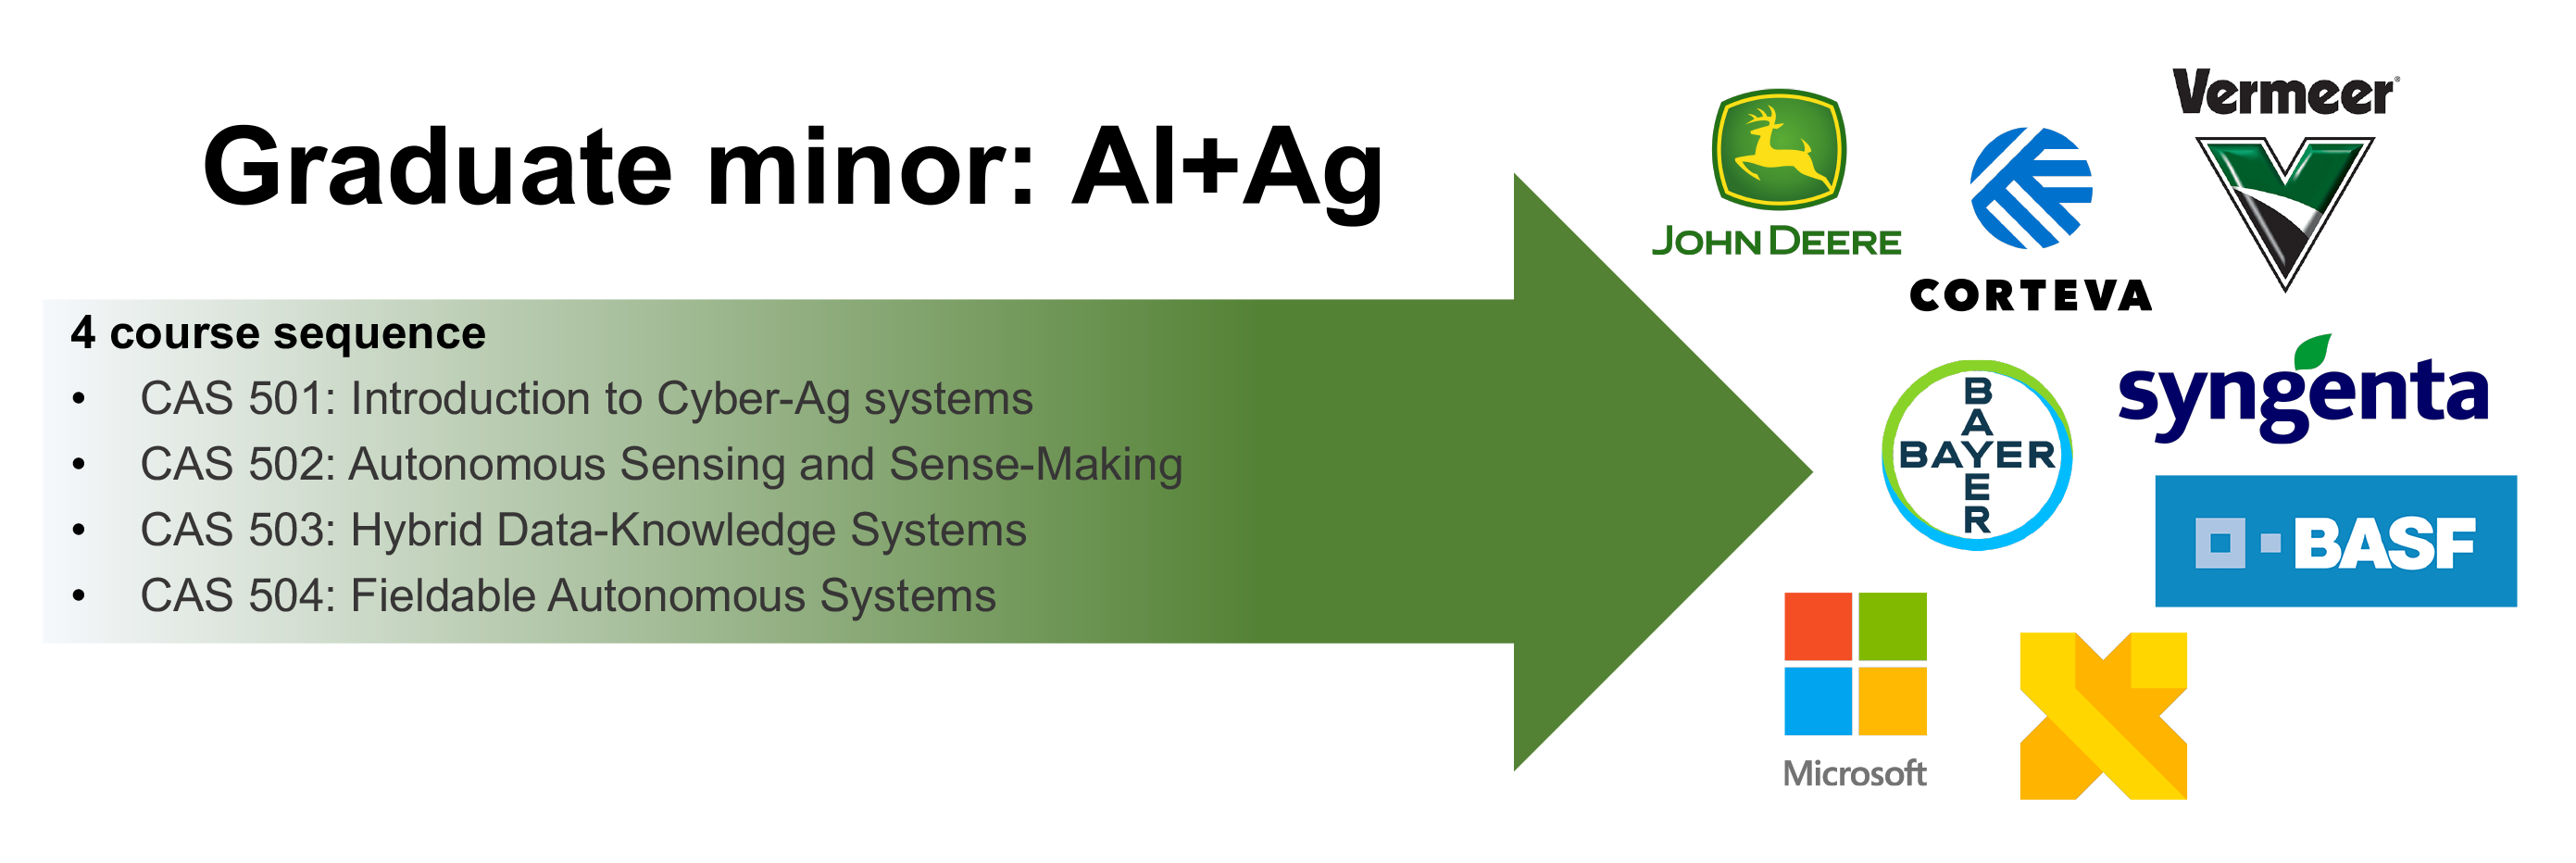 Graduate minor: AI+Ag
4 course sequence
• CAS 501: Introduction to Cyber-Ag systems
• CAS 502: Autonomous Sensing and Sense-Making
• CAS 503: Hybrid Data-Knowledge Systems
• CAS 504: Fieldable Autonomous Systems
JOHN DEERE
CORTEVA
Vermeer®
BAYER
BAYER
syngenta
BASF
Microsoft